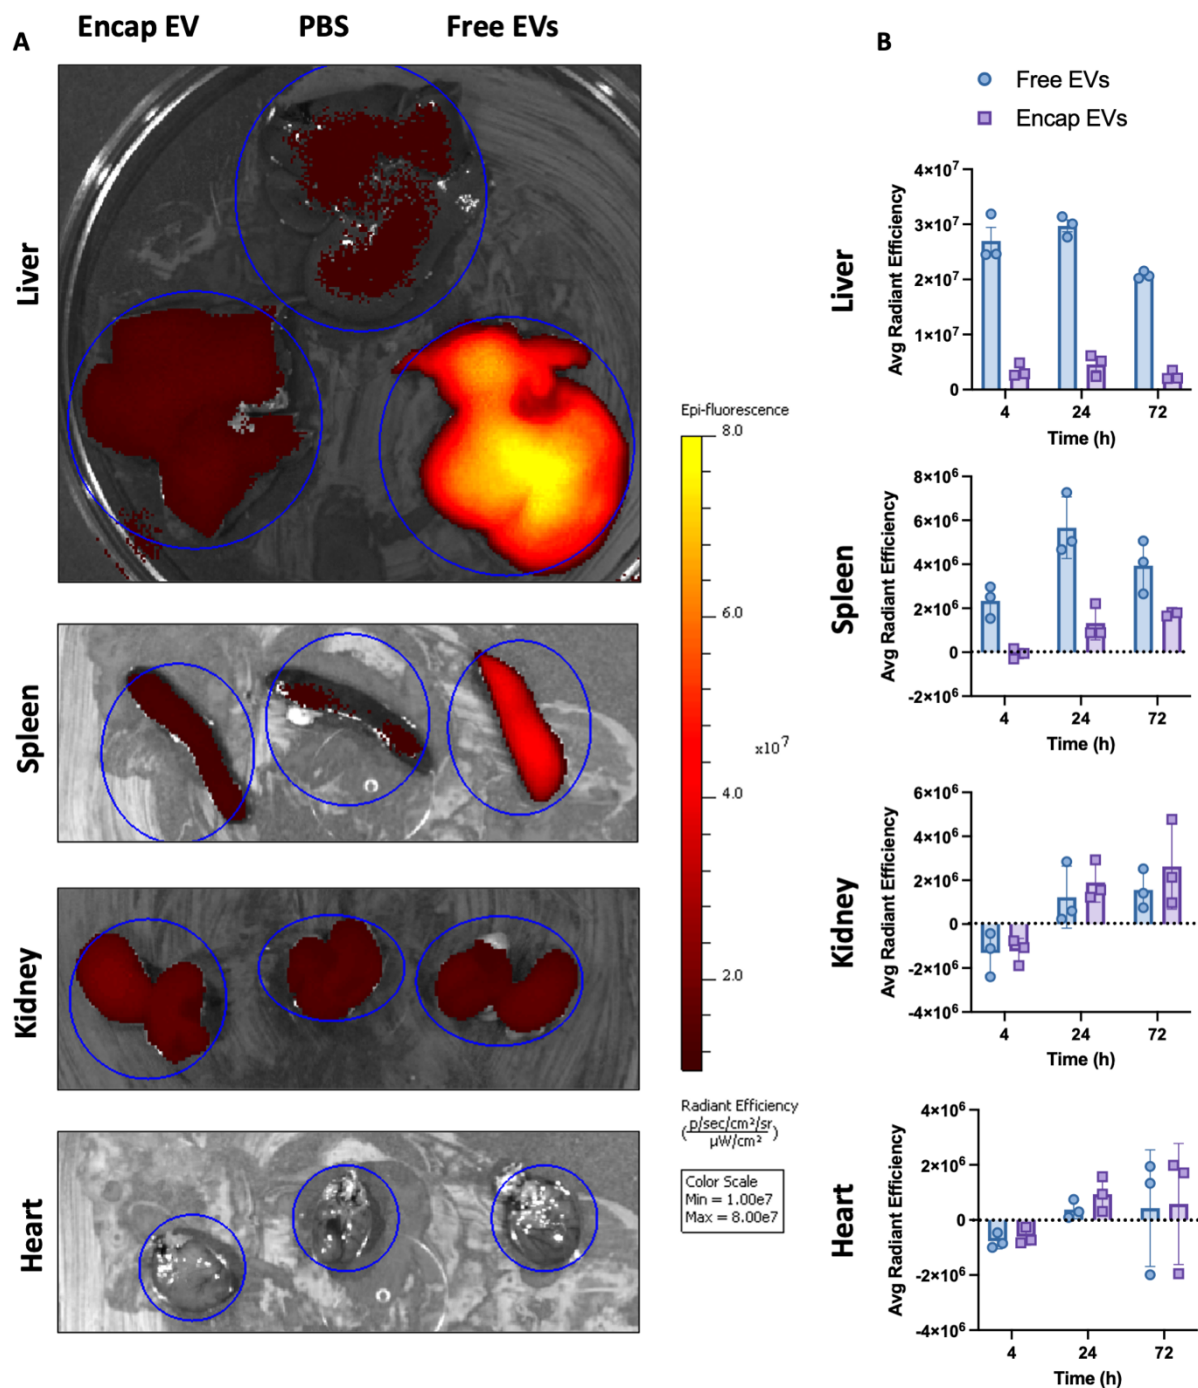 A
Encap EV
PBS
Free EVs
Liver
Spleen
Kidney
Heart
Epi-fluorescence
8.0
6.0
x10⁷
4.0
2.0
Radiant Efficiency
(p/sec/cm²/sr
µW/cm²)
Color Scale
Min = 1.00e7
Max = 8.00e7
B
Free EVs
Encap EVs
Liver
Avg Radiant Efficiency
4×10⁷
3×10⁷
2×10⁷
1×10⁷
0
4
24
72
Time (h)
Spleen
Avg Radiant Efficiency
8×10⁶
6×10⁶
4×10⁶
2×10⁶
0
-2×10⁶
4
24
72
Time (h)
Kidney
Avg Radiant Efficiency
6×10⁶
4×10⁶
2×10⁶
0
-2×10⁶
-4×10⁶
4
24
72
Time (h)
Heart
Avg Radiant Efficiency
4×10⁶
2×10⁶
0
-2×10⁶
-4×10⁶
4
24
72
Time (h)